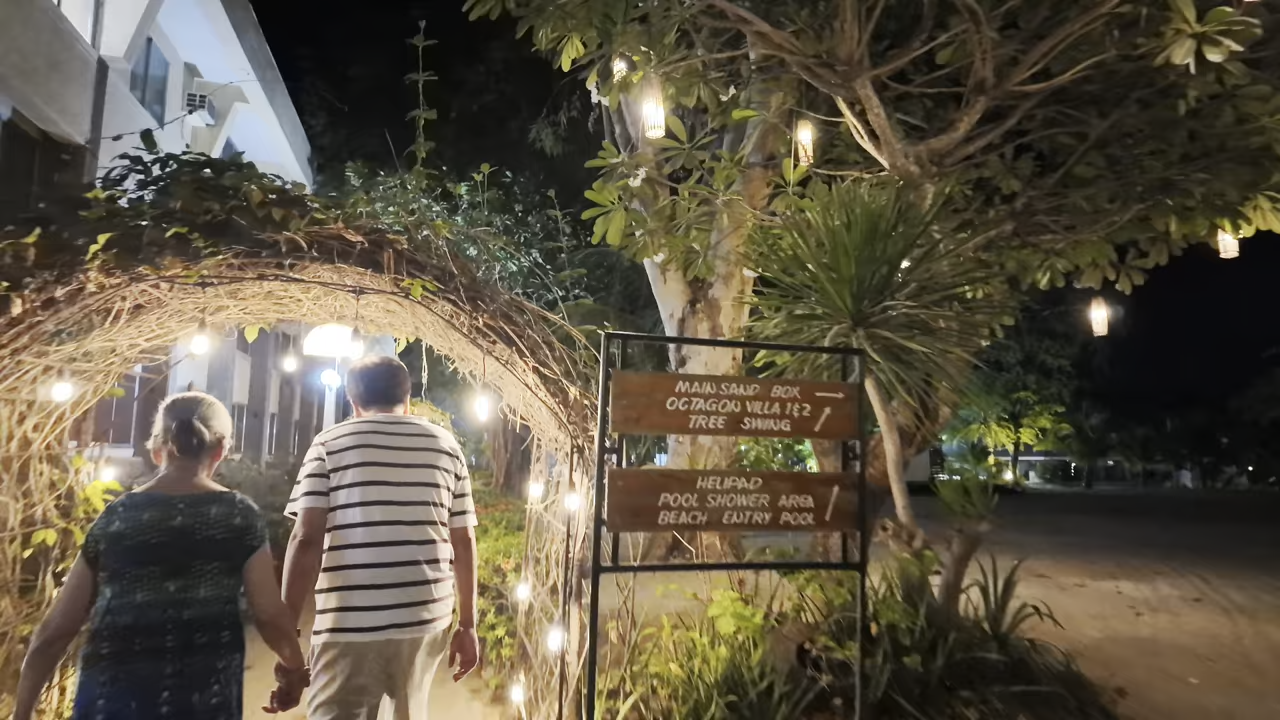 MAIN SAND BOX →
OCTAGON VILLA 1&2
TREE SWING
HELIPAD
POOL SHOWER AREA
BEACH ENTRY POOL